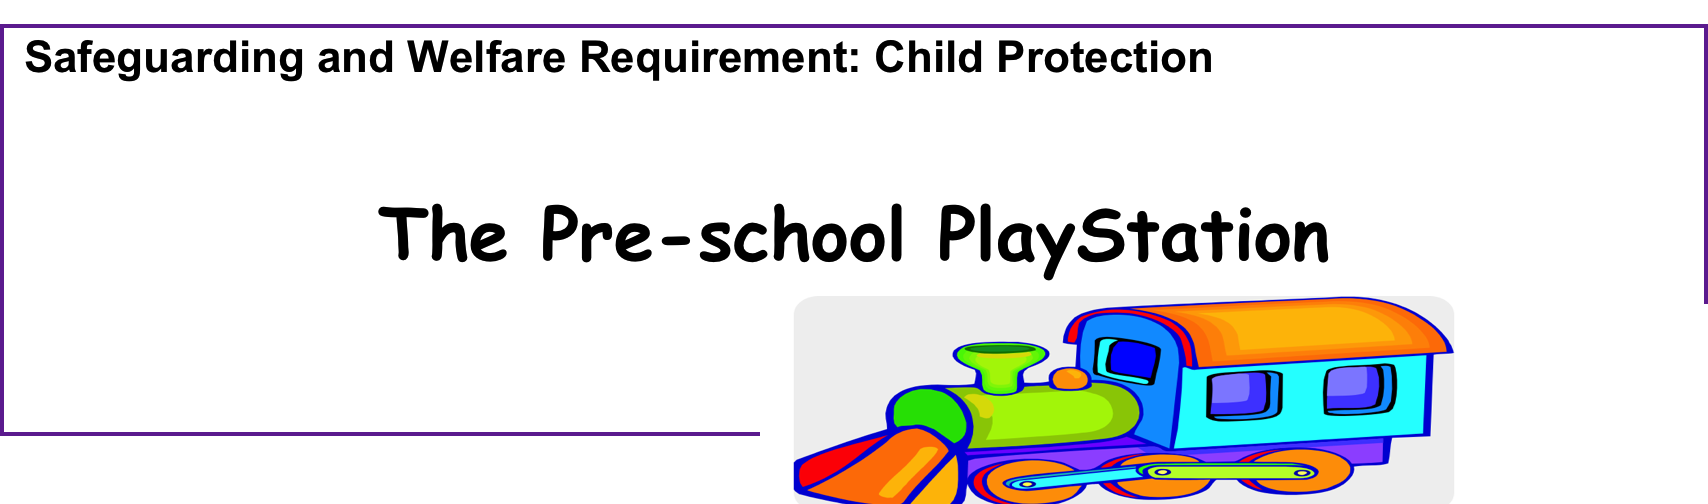 Safeguarding and Welfare Requirement: Child Protection
The Pre-school PlayStation